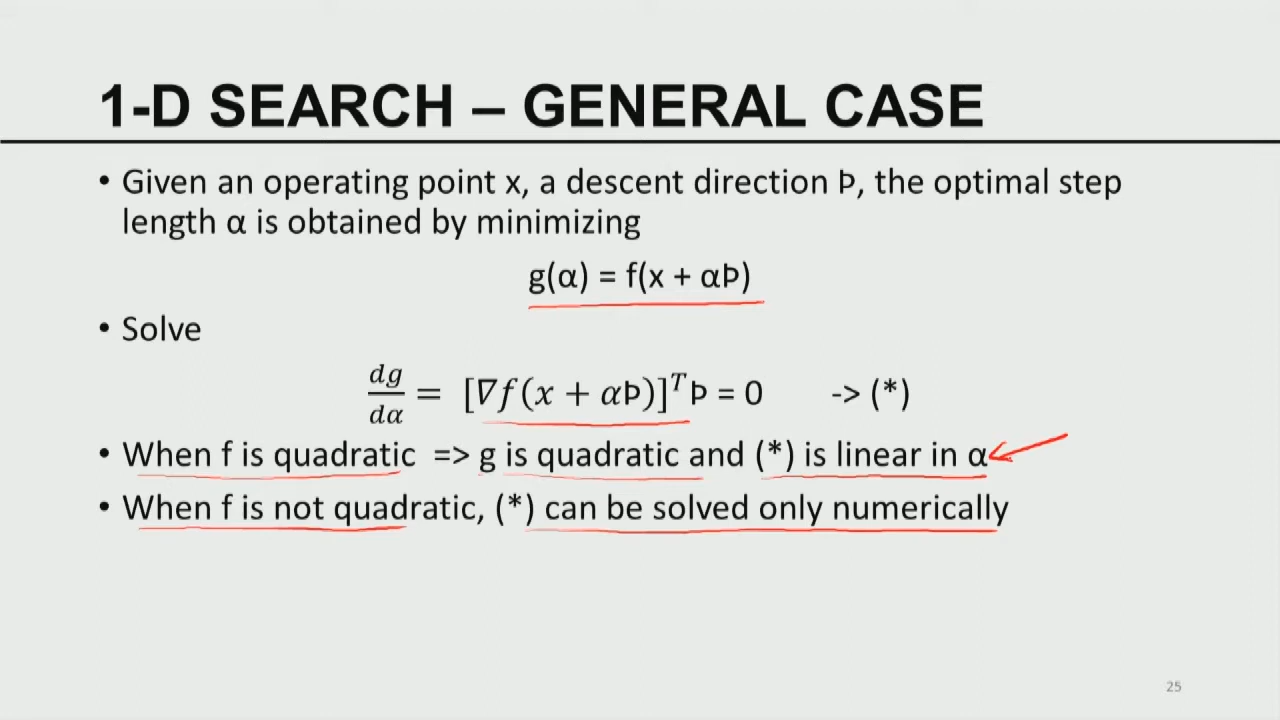 1-D SEARCH – GENERAL CASE
• Given an operating point x, a descent direction Þ, the optimal step
length α is obtained by minimizing
g(α) = f(x + αÞ)
• Solve
dg/dα = [∇f(x + αÞ)]ᵀÞ = 0 -> (*)
• When f is quadratic => g is quadratic and (*) is linear in α
• When f is not quadratic, (*) can be solved only numerically
25